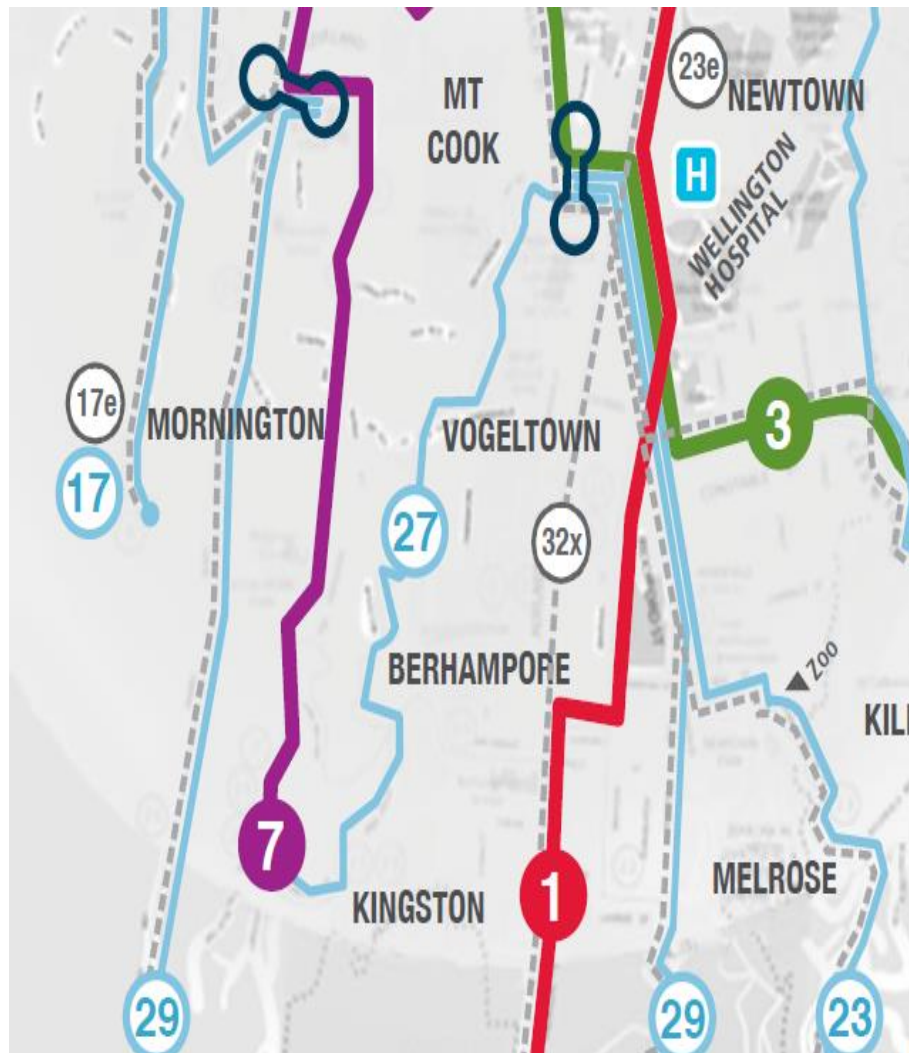 23e
MT
COOK
NEWTOWN
H
WELLINGTON
HOSPITAL
17e
MORNINGTON
VOGELTOWN
3
17
27
32x
BERHAMPORE
ZOO
KILI
7
KINGSTON
1
MELROSE
29
29
23